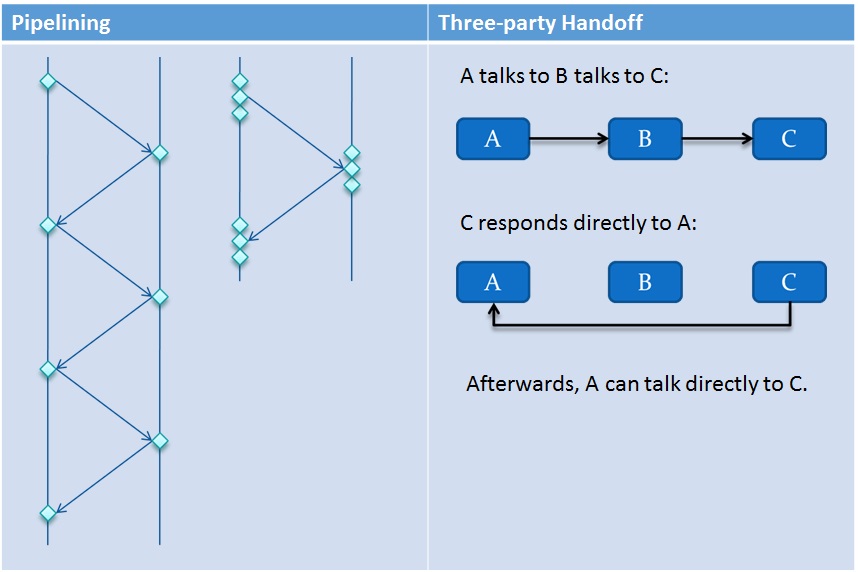 Pipelining
Three-party Handoff
A talks to B talks to C:
A B C
C responds directly to A:
A B C
Afterwards, A can talk directly to C.